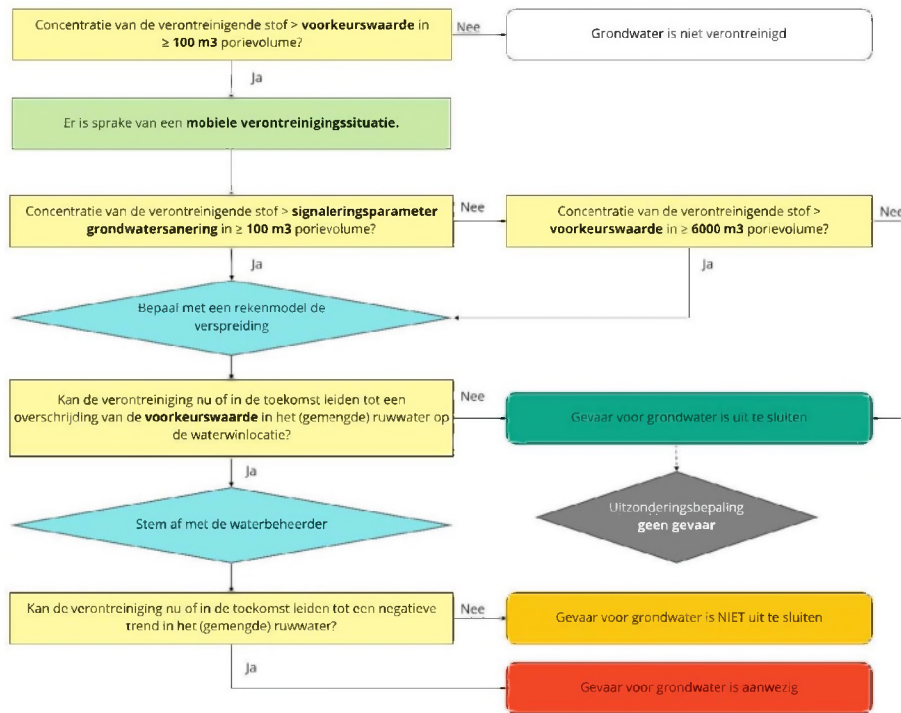 Concentratie van de verontreinigende stof > voorkeurswaarde in
≥ 100 m3 porievolume?
Nee
Grondwater is niet verontreinigd
Ja
Er is sprake van een mobiele verontreinigingssituatie.
Concentratie van de verontreinigende stof > signaleringsparameter
grondwatersanering in ≥ 100 m3 porievolume?
Nee
Concentratie van de verontreinigende stof >
voorkeurswaarde in ≥ 6000 m3 porievolume?
Nee
Ja
Ja
Bepaal met een rekenmodel de
verspreiding
Kan de verontreiniging nu of in de toekomst leiden tot een
overschrijding van de voorkeurswaarde in het (gemengde) ruwwater op
de waterwinlocatie?
Nee
Gevaar voor grondwater is uit te sluiten
Ja
Stem af met de waterbeheerder
Uitzonderingsbepaling
geen gevaar
Kan de verontreiniging nu of in de toekomst leiden tot een negatieve
trend in het (gemengde) ruwwater?
Nee
Gevaar voor grondwater is NIET uit te sluiten
Ja
Gevaar voor grondwater is aanwezig